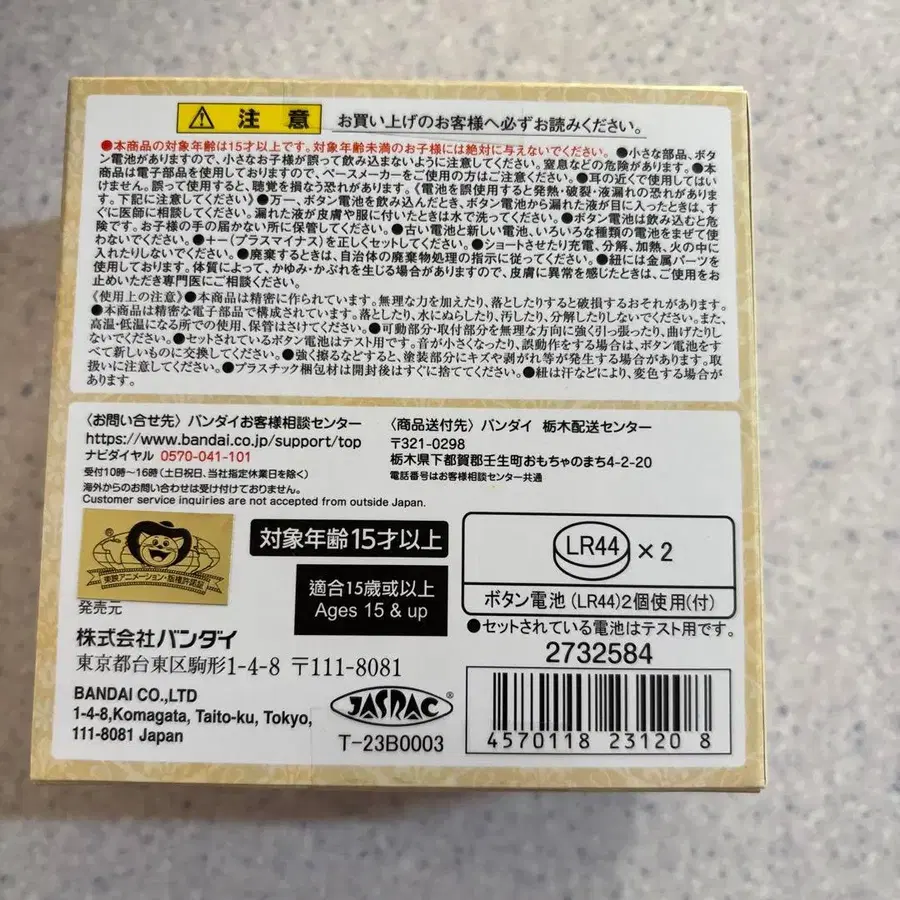 注意 お買い上げのお客様へ必ずお読みください。
●本商品の対象年齢は15才以上です。対象年齢未満のお子様には絶対に与えないでください。●小さな部品、ボタ
ン電池がありますので、小さなお子様が誤って飲み込まないように注意してください。窒息などの危険があります。●本
商品は電子部品を使用しておりますので、ペースメーカーをご使用の方はご注意ください。●耳の近くで使用してはい
けません。誤って使用すると、聴覚を損なう恐れがあります。《電池を誤使用すると発熱・破裂・液漏れの恐れがありま
す。下記に注意してください》●万一、ボタン電池を飲み込んだとき、ボタン電池から漏れた液が目に入ったときは、す
ぐに医師に相談してください。漏れた液が皮膚や服に付いたときは水で洗ってください。●ボタン電池は飲み込むと危
険です。お子様の手の届かない所に保管してください。●古い電池と新しい電池、いろいろな種類の電池をまぜて使
わないでください。●+-(プラスマイナス)を正しくセットしてください。●ショートさせたり充電、分解、加熱、火の中に
入れたりしないでください。●廃棄するときは、自治体の廃棄物処理の指示に従ってください。●紐には金属パーツを
使用しております。体質によって、かゆみ・かぶれを生じる場合がありますので、皮膚に異常を感じたときは、ご使用をお
止めいただき専門医にご相談ください。
《使用上の注意》●本商品は精密に作られています。無理な力を加えたり、落としたりすると破損するおそれがあります。
●本商品は精密な電子部品で構成されています。落としたり、水にぬらしたり、汚したり、分解したりしないでください。また、
高温・低温になる所での使用、保管はさけてください。●可動部分・取付部分を無理な方向に強く引っ張ったり、曲げたりし
ないでください。●セットされているボタン電池はテスト用です。音が小さくなったり、誤動作をする場合は、ボタン電池をす
べて新しいものに交換してください。●強く擦るなどすると、塗装部分にキズや剥がれ等が発生する場合があります。取
扱いに注意してください。●プラスチック梱包材は開封後はすぐに捨ててください。●紐は汗などにより、変色する場合が
あります。
〈お問い合せ先〉バンダイお客様相談センター
https://www.bandai.co.jp/support/top
ナビダイヤル 0570-041-101
受付10時〜16時(土日祝日、当社指定休業日を除く)
海外からのお問い合わせは受け付けておりません。
Customer service inquiries are not accepted from outside Japan.
〈商品送付先〉バンダイ 栃木配送センター
〒321-0298
栃木県下都賀郡壬生町おもちゃのまち4-2-20
電話番号はお客様相談センター共通
東映アニメーション・版権許諾証
対象年齢15才以上
適合15歲或以上
Ages 15 & up
LR44 ×2
ボタン電池(LR44)2個使用(付)
●セットされている電池はテスト用です。
発売元
株式会社バンダイ
東京都台東区駒形1-4-8 〒111-8081
BANDAI CO.,LTD
1-4-8,Komagata, Taito-ku, Tokyo,
111-8081 Japan
JASRAC ®
T-23B0003
2732584
4570118 23120 8